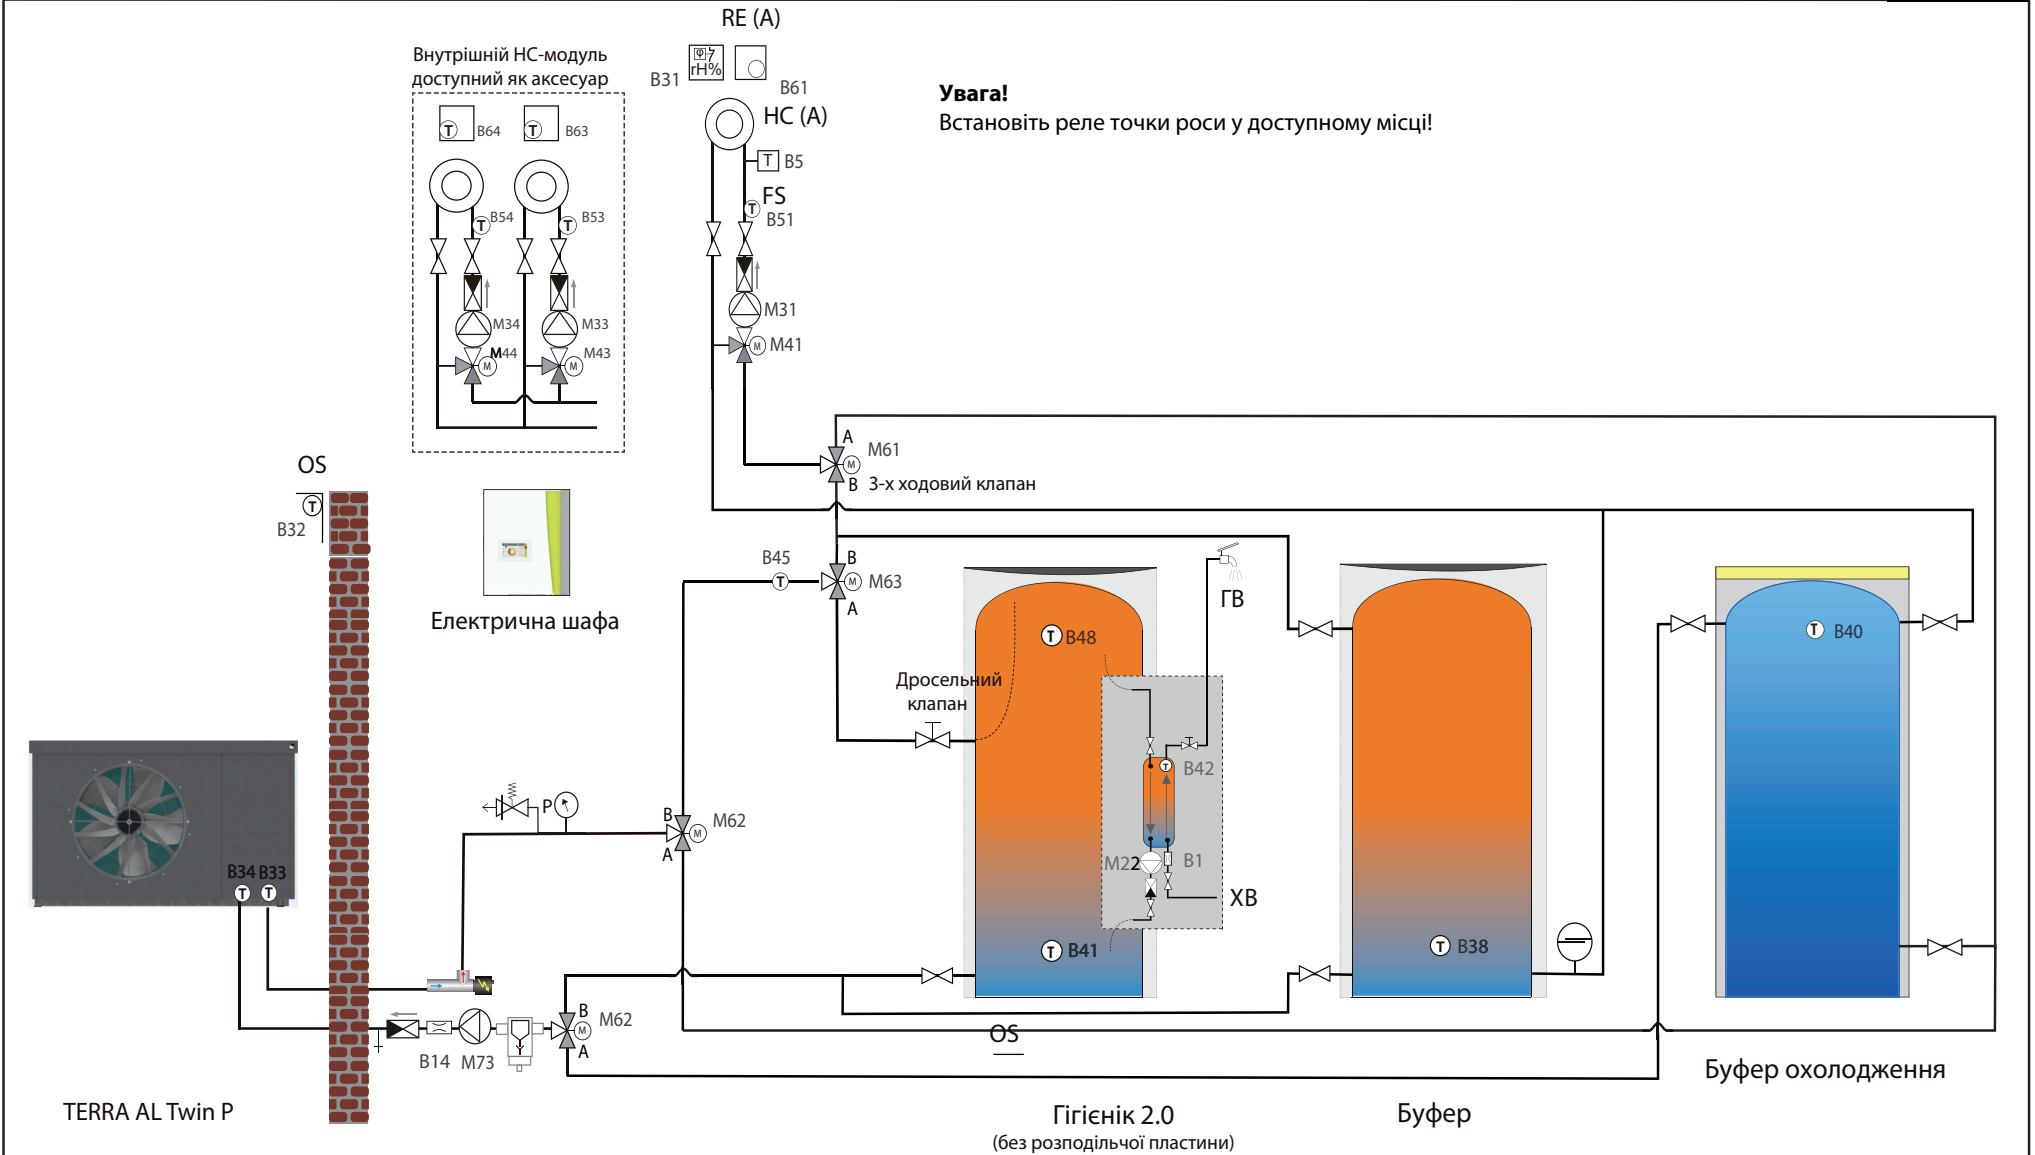 RE (A)
Внутрішній HC-модуль
доступний як аксесуар
φ
rH%
B31
B61
HC (A)
Увага!
Встановіть реле точки роси у доступному місці!
T B64
T B63
T B5
FS
T
B51
T B54
T B53
M31
M34
M33
M M41
M44
M
M43
M
A
M61
M
B 3-х ходовий клапан
OS
T
B32
B45
T
B
M M63
A
Електрична шафа
ГВ
T B48
T B40
Дросельний
клапан
T B42
P
B
M62
M
A
M22
B1
B34 B33
T T
ХВ
T B41
T B38
B
M62
M
A
B14 M73
OS
Буфер охолодження
TERRA AL Twin P
Гігієнік 2.0
(без розподільчої пластини)
Буфер